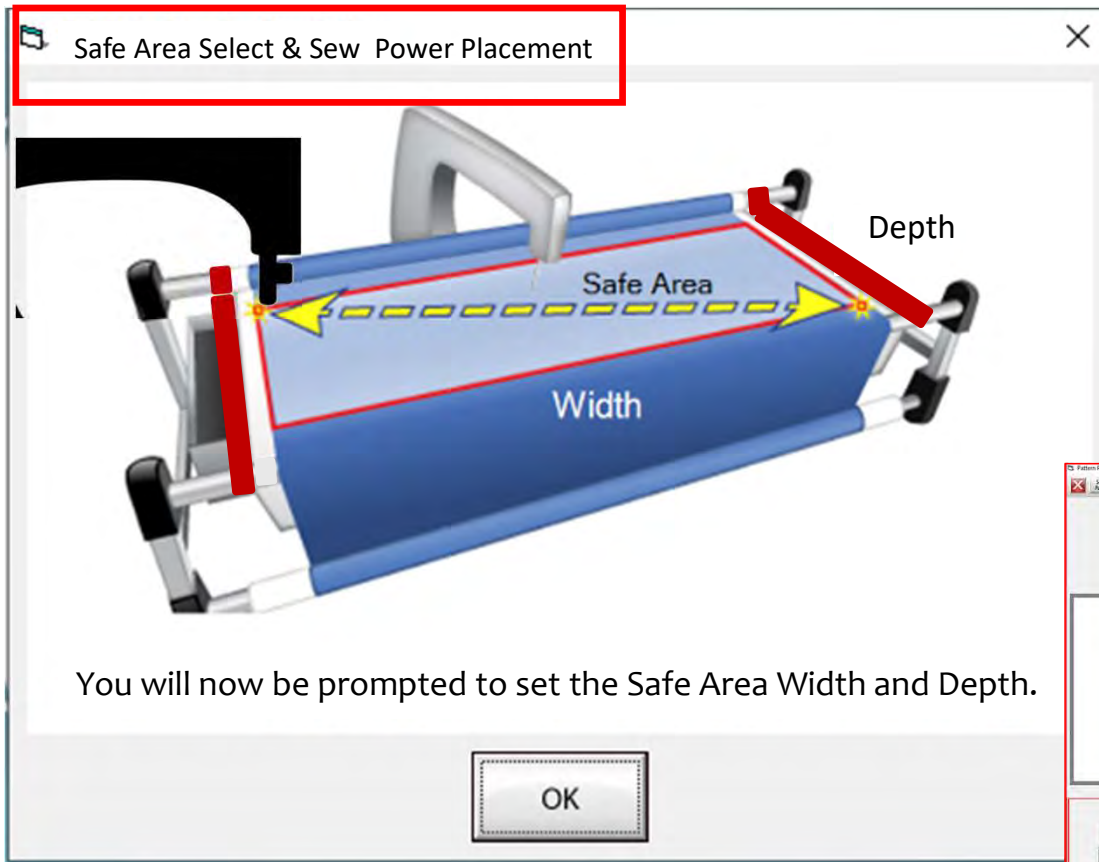 Safe Area Select & Sew Power Placement
Depth
Safe Area
Width
You will now be prompted to set the Safe Area Width and Depth.
OK